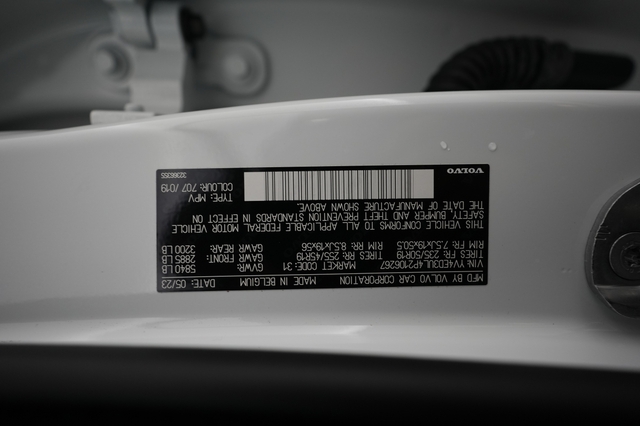 MFD BY VOLVO CAR CORPORATION MADE IN BELGIUM DATE: 05/23
VIN: YV4ED3UL4P2106267 MARKET CODE: 31 5840 LB
TIRES FR: 235/50R19 TIRES RR: 255/45R19 GAWR FRONT: 2885 LB
RIM FR: 7.5Jx19x50.5 RIM RR: 8.5Jx19x56 GAWR REAR: 3200 LB
THIS VEHICLE CONFORMS TO ALL APPLICABLE FEDERAL MOTOR VEHICLE
SAFETY, BUMPER AND THEFT PREVENTION STANDARDS IN EFFECT ON
THE DATE OF MANUFACTURE SHOWN ABOVE.
TYPE: MPV
COLOUR: 707 /019
VOLVO
32366355